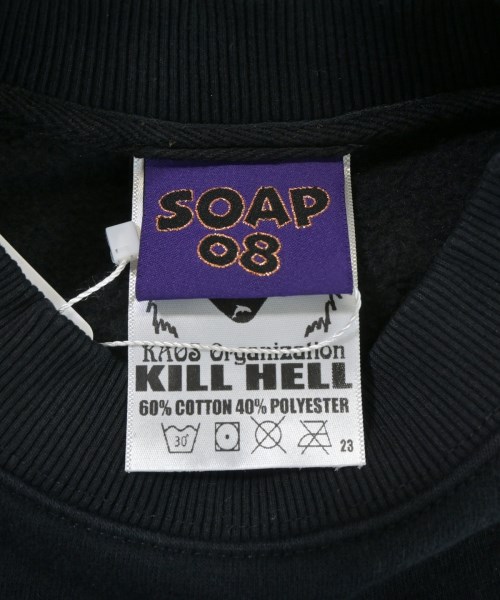 SOAP
08
KAOS Organization
KILL HELL
60% COTTON 40% POLYESTER
30°
23